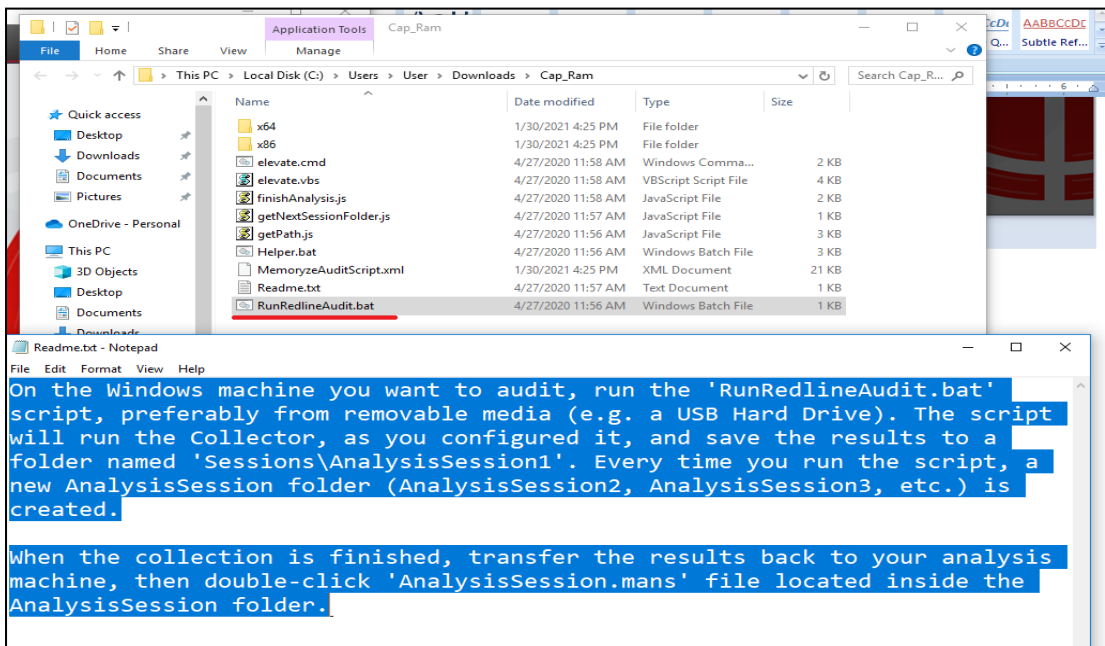 Application Tools Cap_Ram
File Home Share View Manage
This PC > Local Disk (C:) > Users > User > Downloads > Cap_Ram
Search Cap_R...
Quick access
Desktop
Downloads
Documents
Pictures
OneDrive - Personal
This PC
3D Objects
Desktop
Documents
Downloads
Name Date modified Type Size
x64 1/30/2021 4:25 PM File folder
x86 1/30/2021 4:25 PM File folder
elevate.cmd 4/27/2020 11:58 AM Windows Comma... 2 KB
elevate.vbs 4/27/2020 11:58 AM VBScript Script File 4 KB
finishAnalysis.js 4/27/2020 11:58 AM JavaScript File 2 KB
getNextSessionFolder.js 4/27/2020 11:57 AM JavaScript File 1 KB
getPath.js 4/27/2020 11:56 AM JavaScript File 3 KB
Helper.bat 4/27/2020 11:56 AM Windows Batch File 3 KB
MemoryzeAuditScript.xml 1/30/2021 4:25 PM XML Document 21 KB
Readme.txt 4/27/2020 11:57 AM Text Document 1 KB
RunRedlineAudit.bat 4/27/2020 11:56 AM Windows Batch File 1 KB
AABBCCDE
Q... Subtle Ref...
6
Readme.txt - Notepad
File Edit Format View Help
On the Windows machine you want to audit, run the 'RunRedlineAudit.bat'
script, preferably from removable media (e.g. a USB Hard Drive). The script
will run the Collector, as you configured it, and save the results to a
folder named 'Sessions\AnalysisSession1'. Every time you run the script, a
new AnalysisSession folder (AnalysisSession2, AnalysisSession3, etc.) is
created.
When the collection is finished, transfer the results back to your analysis
machine, then double-click 'AnalysisSession.mans' file located inside the
AnalysisSession folder.